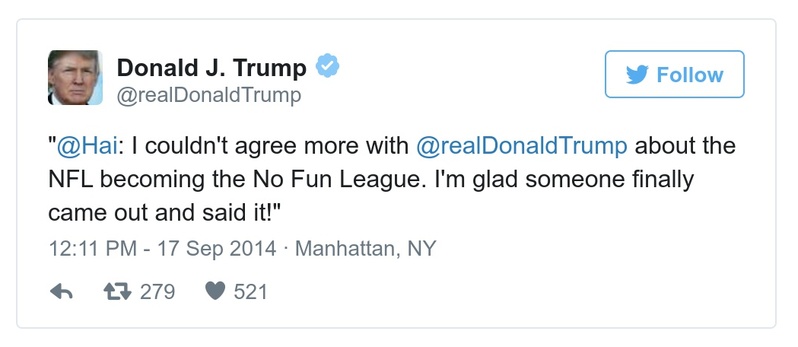 Donald J. Trump
@realDonaldTrump
Follow
"@Hai: I couldn't agree more with @realDonaldTrump about the
NFL becoming the No Fun League. I'm glad someone finally
came out and said it!"
12:11 PM - 17 Sep 2014 · Manhattan, NY
279 521